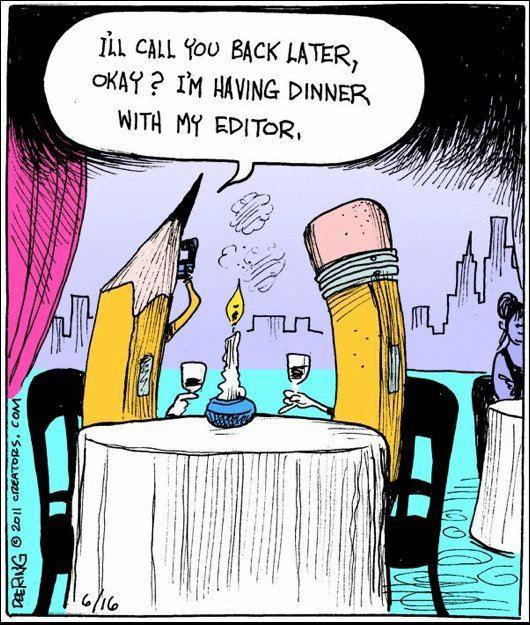 I'LL CALL YOU BACK LATER,
OKAY? I'M HAVING DINNER
WITH MY EDITOR.
DEERING © 2011 CREATORS.COM
6/16